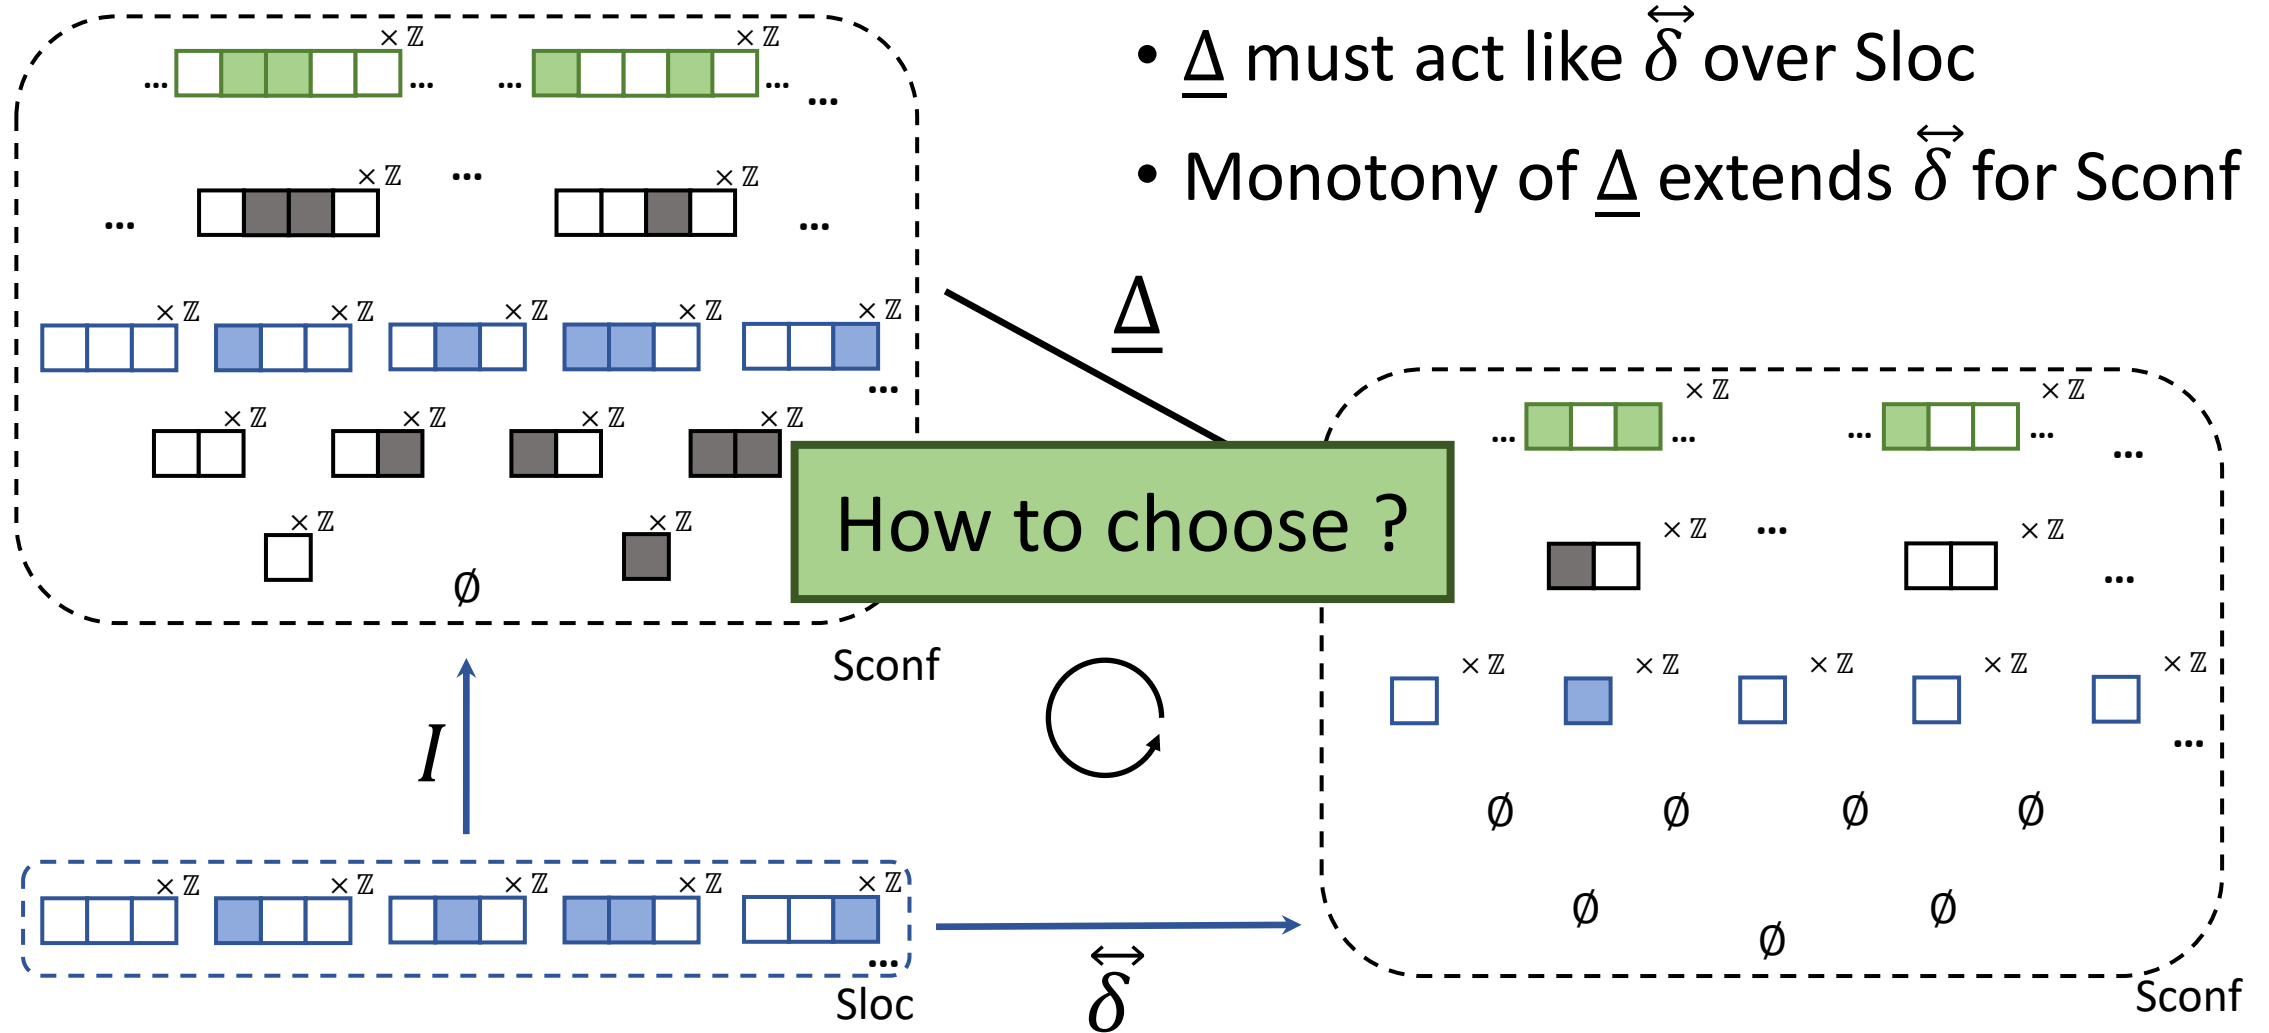 • Δ must act like δ⃡ over Sloc
• Monotony of Δ extends δ⃡ for Sconf
× ℤ × ℤ
... ... ... ... ...
× ℤ ... × ℤ
... ...
× ℤ × ℤ × ℤ × ℤ × ℤ
...
× ℤ × ℤ × ℤ × ℤ
× ℤ × ℤ
∅
Sconf
Δ
How to choose ?
× ℤ × ℤ
... ... ... ... ...
× ℤ ... × ℤ
...
× ℤ × ℤ × ℤ × ℤ × ℤ
...
∅ ∅ ∅ ∅
∅ ∅
∅
Sconf
I
× ℤ × ℤ × ℤ × ℤ × ℤ
...
Sloc
δ⃡